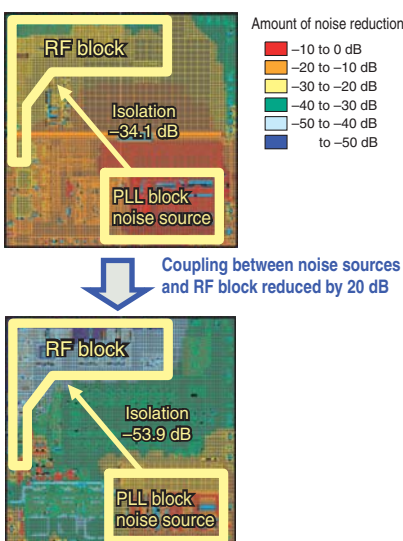 RF block
Isolation
–34.1 dB
PLL block
noise source
Amount of noise reduction
–10 to 0 dB
–20 to –10 dB
–30 to –20 dB
–40 to –30 dB
–50 to –40 dB
to –50 dB
Coupling between noise sources
and RF block reduced by 20 dB
RF block
Isolation
–53.9 dB
PLL block
noise source